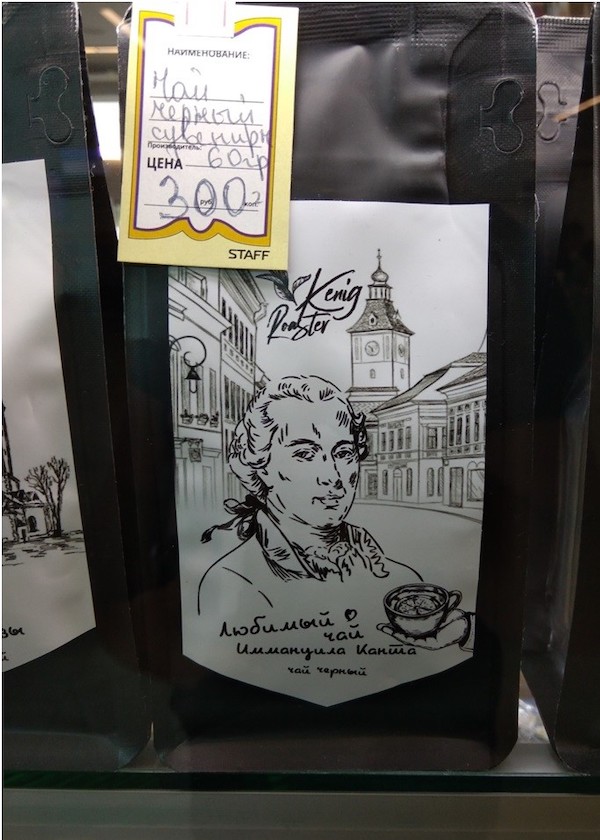 НАИМЕНОВАНИЕ:
Чай
черный
сувенирн
Производитель:
60гр
ЦЕНА
300 руб. коп.
STAFF
Kenig
Roaster
Любимый
чай
Иммануила Канта
чай черный